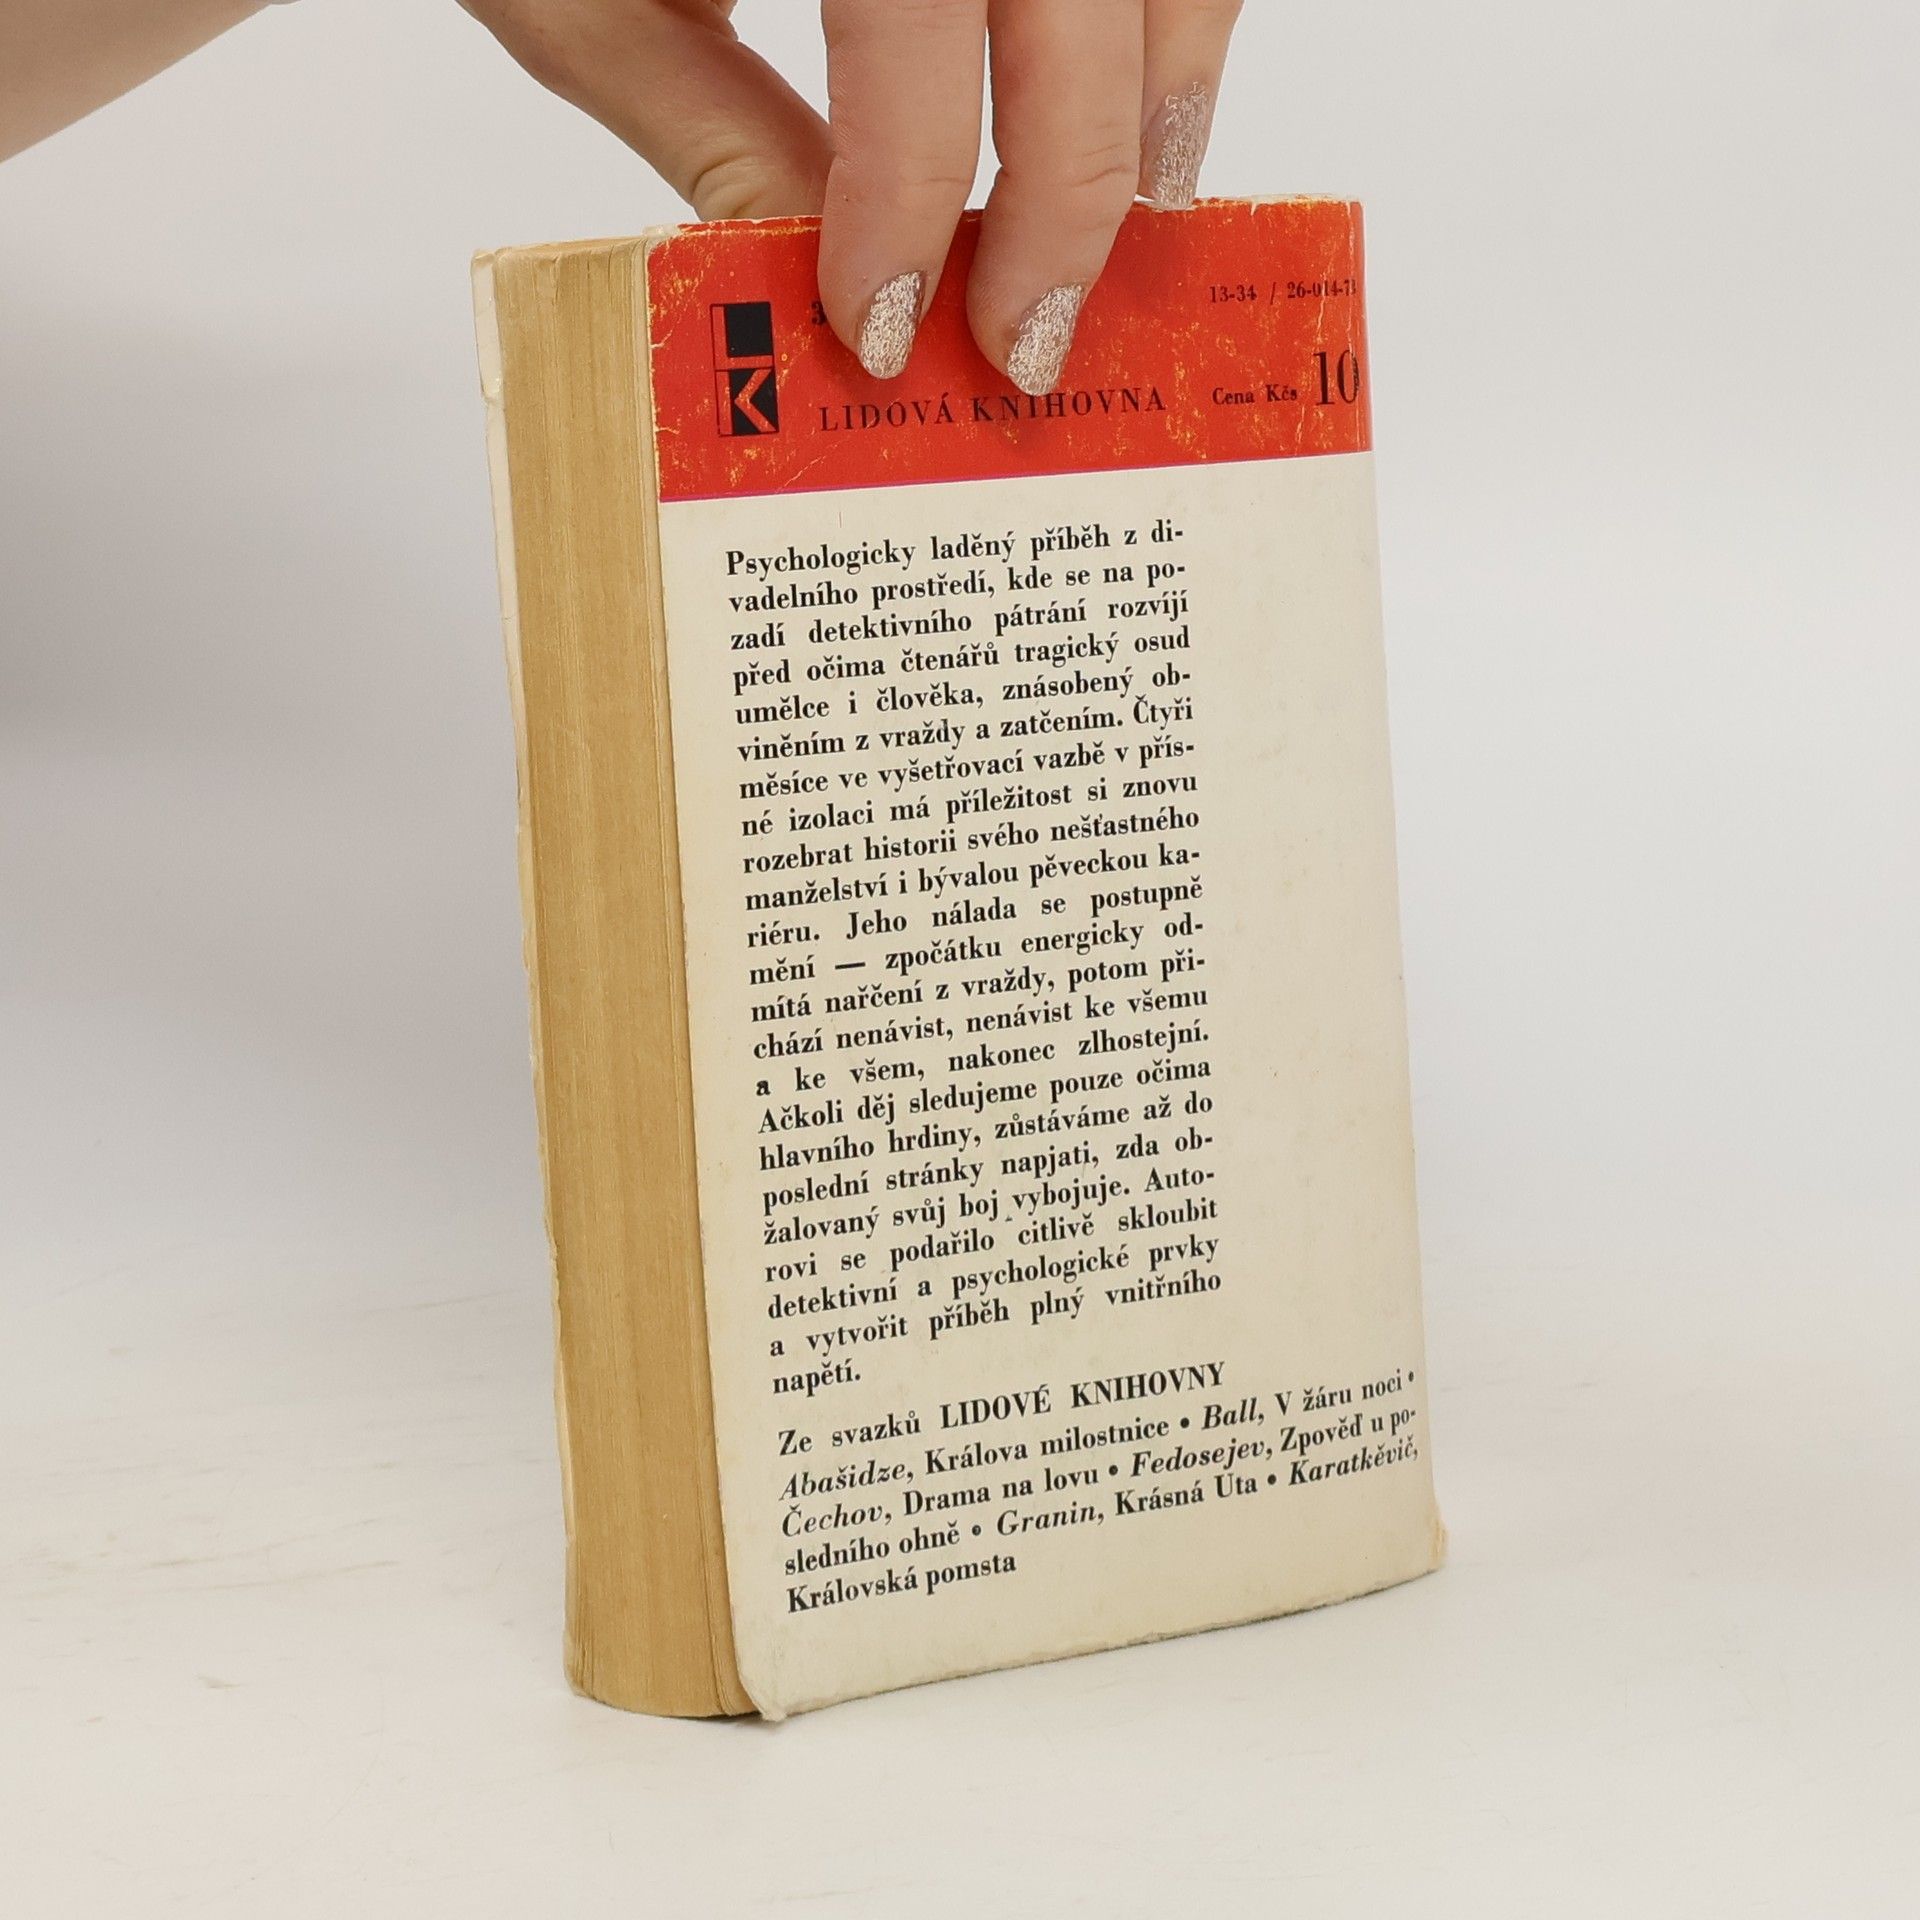 LK
13-34 / 26-014-7
LIDOVÁ KNIHOVNA
Cena Kčs 10
Psychologicky laděný příběh z di-
vadelního prostředí, kde se na po-
zadí detektivního pátrání rozvíjí
před očima čtenářů tragický osud
umělce i člověka, znásobený ob-
viněním z vraždy a zatčením. Čtyři
měsíce ve vyšetřovací vazbě v přís-
né izolaci má příležitost si znovu
rozebrat historii svého nešťastného
manželství i bývalou pěveckou ka-
riéru. Jeho nálada se postupně
mění — zpočátku energicky od-
mítá nařčení z vraždy, potom při-
chází nenávist, nenávist ke všemu
a ke všem, nakonec zlhostejní.
Ačkoli děj sledujeme pouze očima
hlavního hrdiny, zůstáváme až do
poslední stránky napjati, zda ob-
žalovaný svůj boj vybojuje. Auto-
rovi se podařilo citlivě skloubit
detektivní a psychologické prvky
a vytvořit příběh plný vnitřního
napětí.
Ze svazků LIDOVÉ KNIHOVNY
Abašidze, Králova milostnice • Ball, V žáru noci •
Čechov, Drama na lovu • Fedosejev, Zpověď u po-
sledního ohně • Granin, Krásná Uta • Karatkěvič,
Královská pomsta